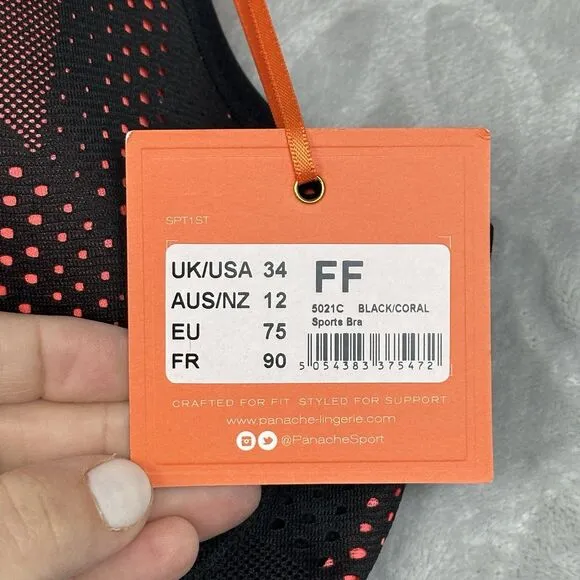 SPT1ST
UK/USA 34
AUS/NZ 12
EU 75
FR 90
FF
5021C BLACK/CORAL
Sports Bra
5 054383 375472
CRAFTED FOR FIT STYLED FOR SUPPORT
www.panache-lingerie.com
@PanacheSport